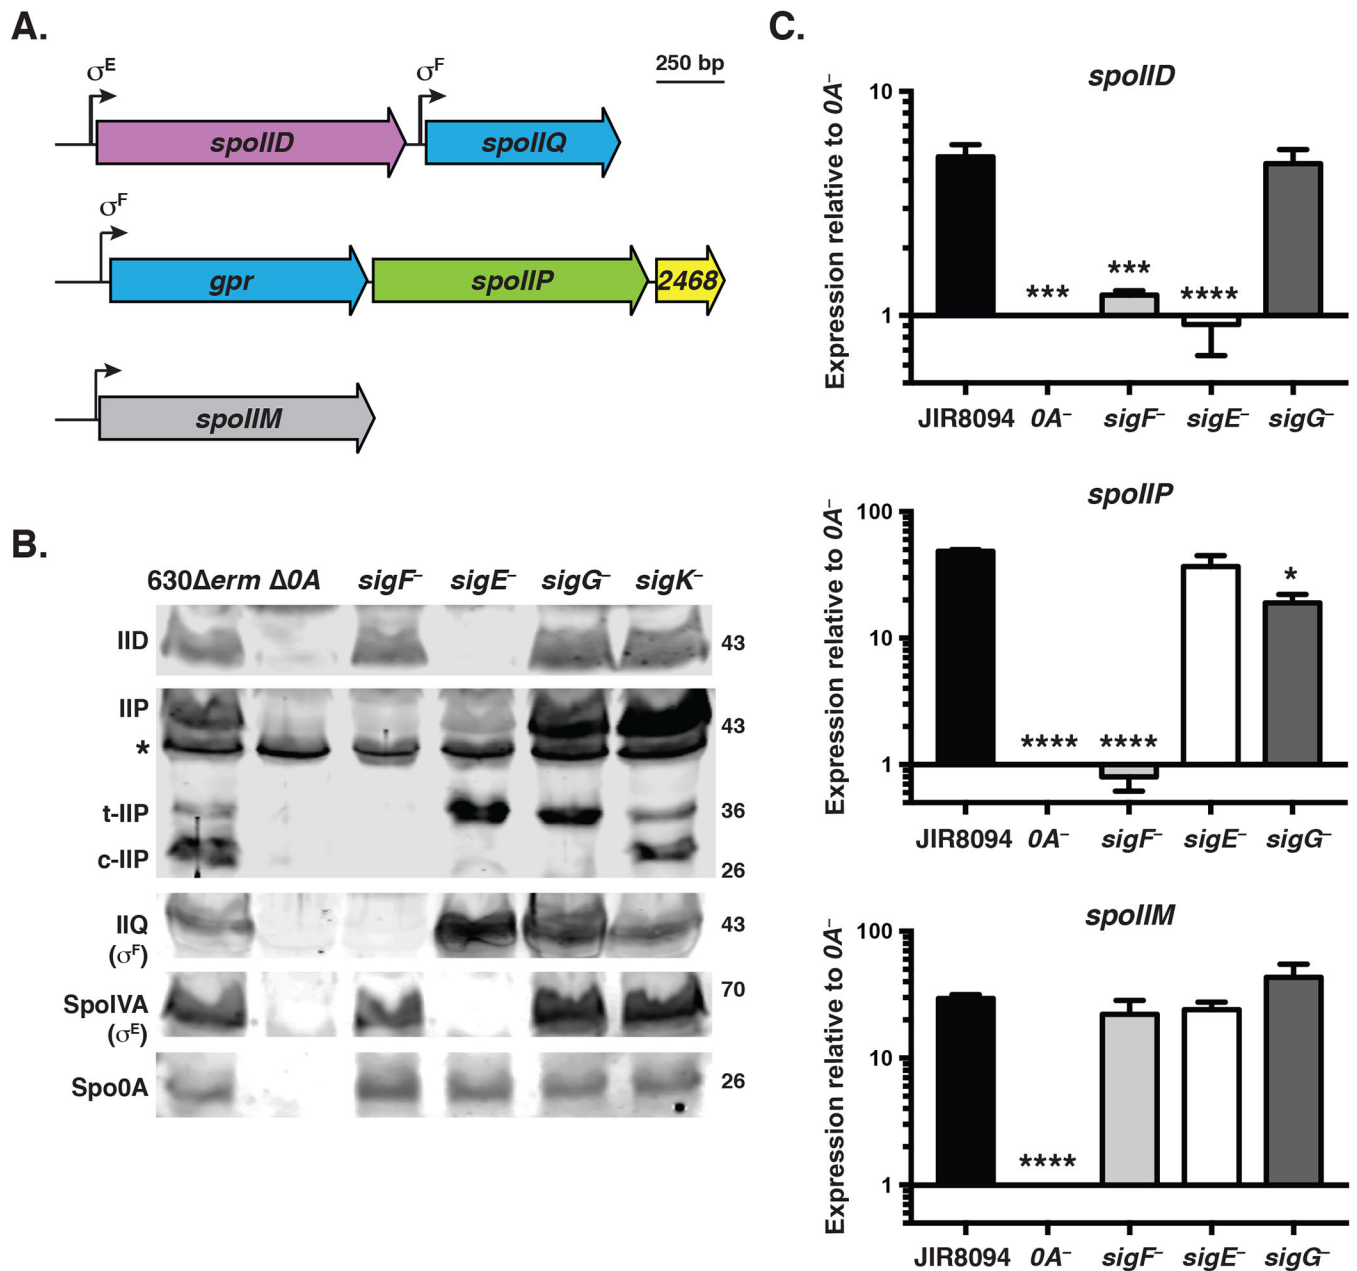 A.
σE σF 250 bp
spoIID spoIIQ
σF
gpr spoIIP 2468
spoIIM
B.
630Δerm Δ0A sigF– sigE– sigG– sigK–
IID 43
IIP 43
*
t-IIP 36
c-IIP 26
IIQ 43
(σF)
SpoIVA 70
(σE)
Spo0A 26
C.
spoIID
Expression relative to 0A–
10
1
*** *** ****
JIR8094 0A– sigF– sigE– sigG–
spoIIP
Expression relative to 0A–
100
10
1
**** **** *
JIR8094 0A– sigF– sigE– sigG–
spoIIM
Expression relative to 0A–
100
10
1
****
JIR8094 0A– sigF– sigE– sigG–